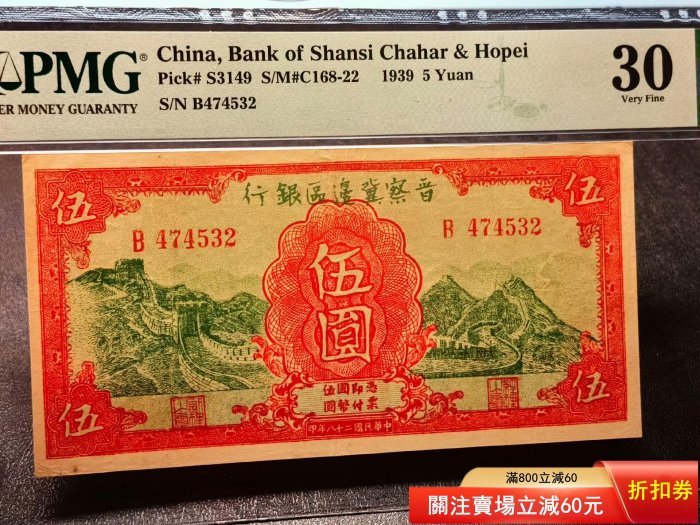 PMG®
ER MONEY GUARANTY
China, Bank of Shansi Chahar & Hopei
Pick# S3149 S/M#C168-22 1939 5 Yuan
S/N B474532
30
Very Fine
晉察冀邊區銀行
伍
伍
B 474532
B 474532
伍圓
憑票即付國幣伍圓
伍
伍
中華民國二十八年印
滿800立減60
關注賣場立減60元
折扣券